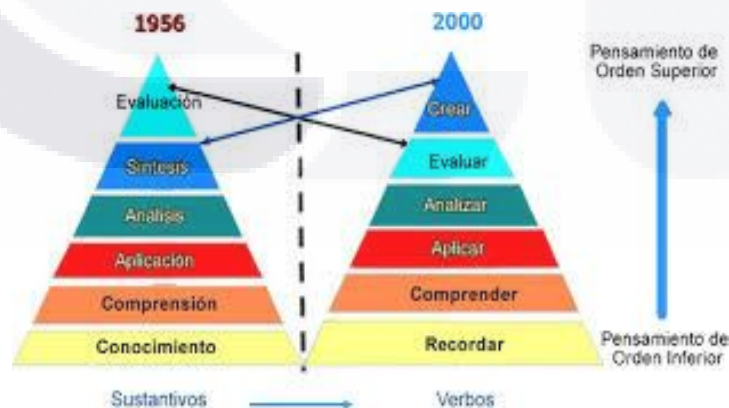 1956
2000
Pensamiento de
Orden Superior
Evaluación
Crear
Síntesis
Evaluar
Análisis
Analizar
Aplicación
Aplicar
Comprensión
Comprender
Conocimiento
Recordar
Pensamiento de
Orden Inferior
Sustantivos
Verbos